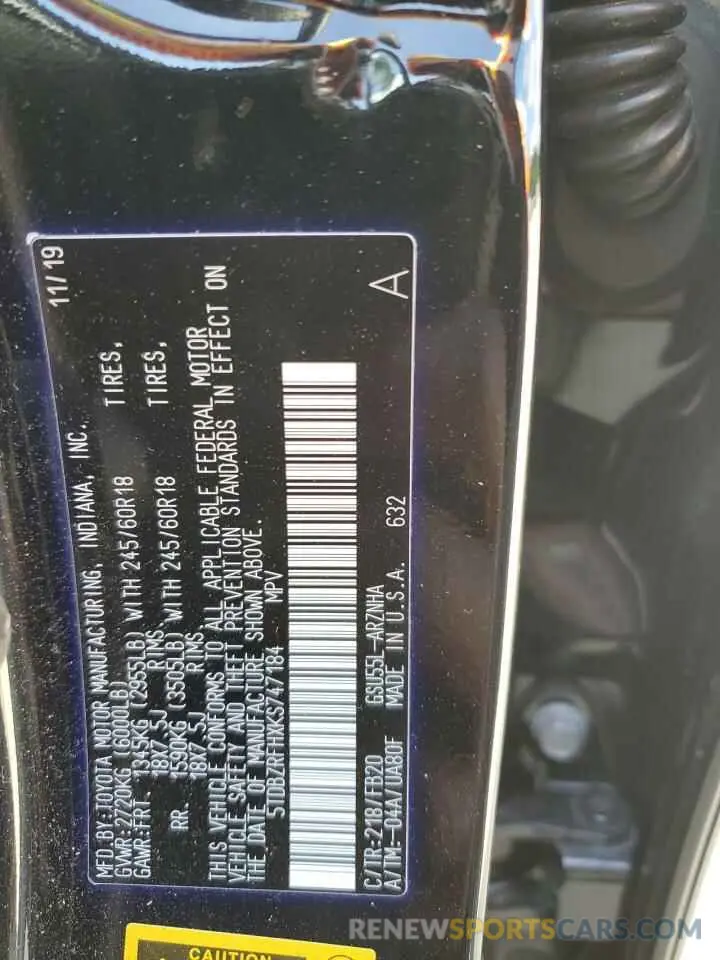 MFD.BY:TOYOTA MOTOR MANUFACTURING, INDIANA, INC. 11/19
GVWR:2720KG (6000LB)
GAWR:FRT. 1345KG (2955LB) WITH 245/60R18 TIRES,
18X7.5J RIMS
RR. 1590KG (3505LB) WITH 245/60R18 TIRES,
18X7.5J RIMS
THIS VEHICLE CONFORMS TO ALL APPLICABLE FEDERAL MOTOR
VEHICLE SAFETY AND THEFT PREVENTION STANDARDS IN EFFECT ON
THE DATE OF MANUFACTURE SHOWN ABOVE.
5TDDZRFHXKS747184 MPV
C/TR:218/FB20 GSU55L-ARZNHA
A/TM:-04A/UA80F MADE IN U.S.A. 632 A
CAUTION
RENEWSPORTSCARS.COM